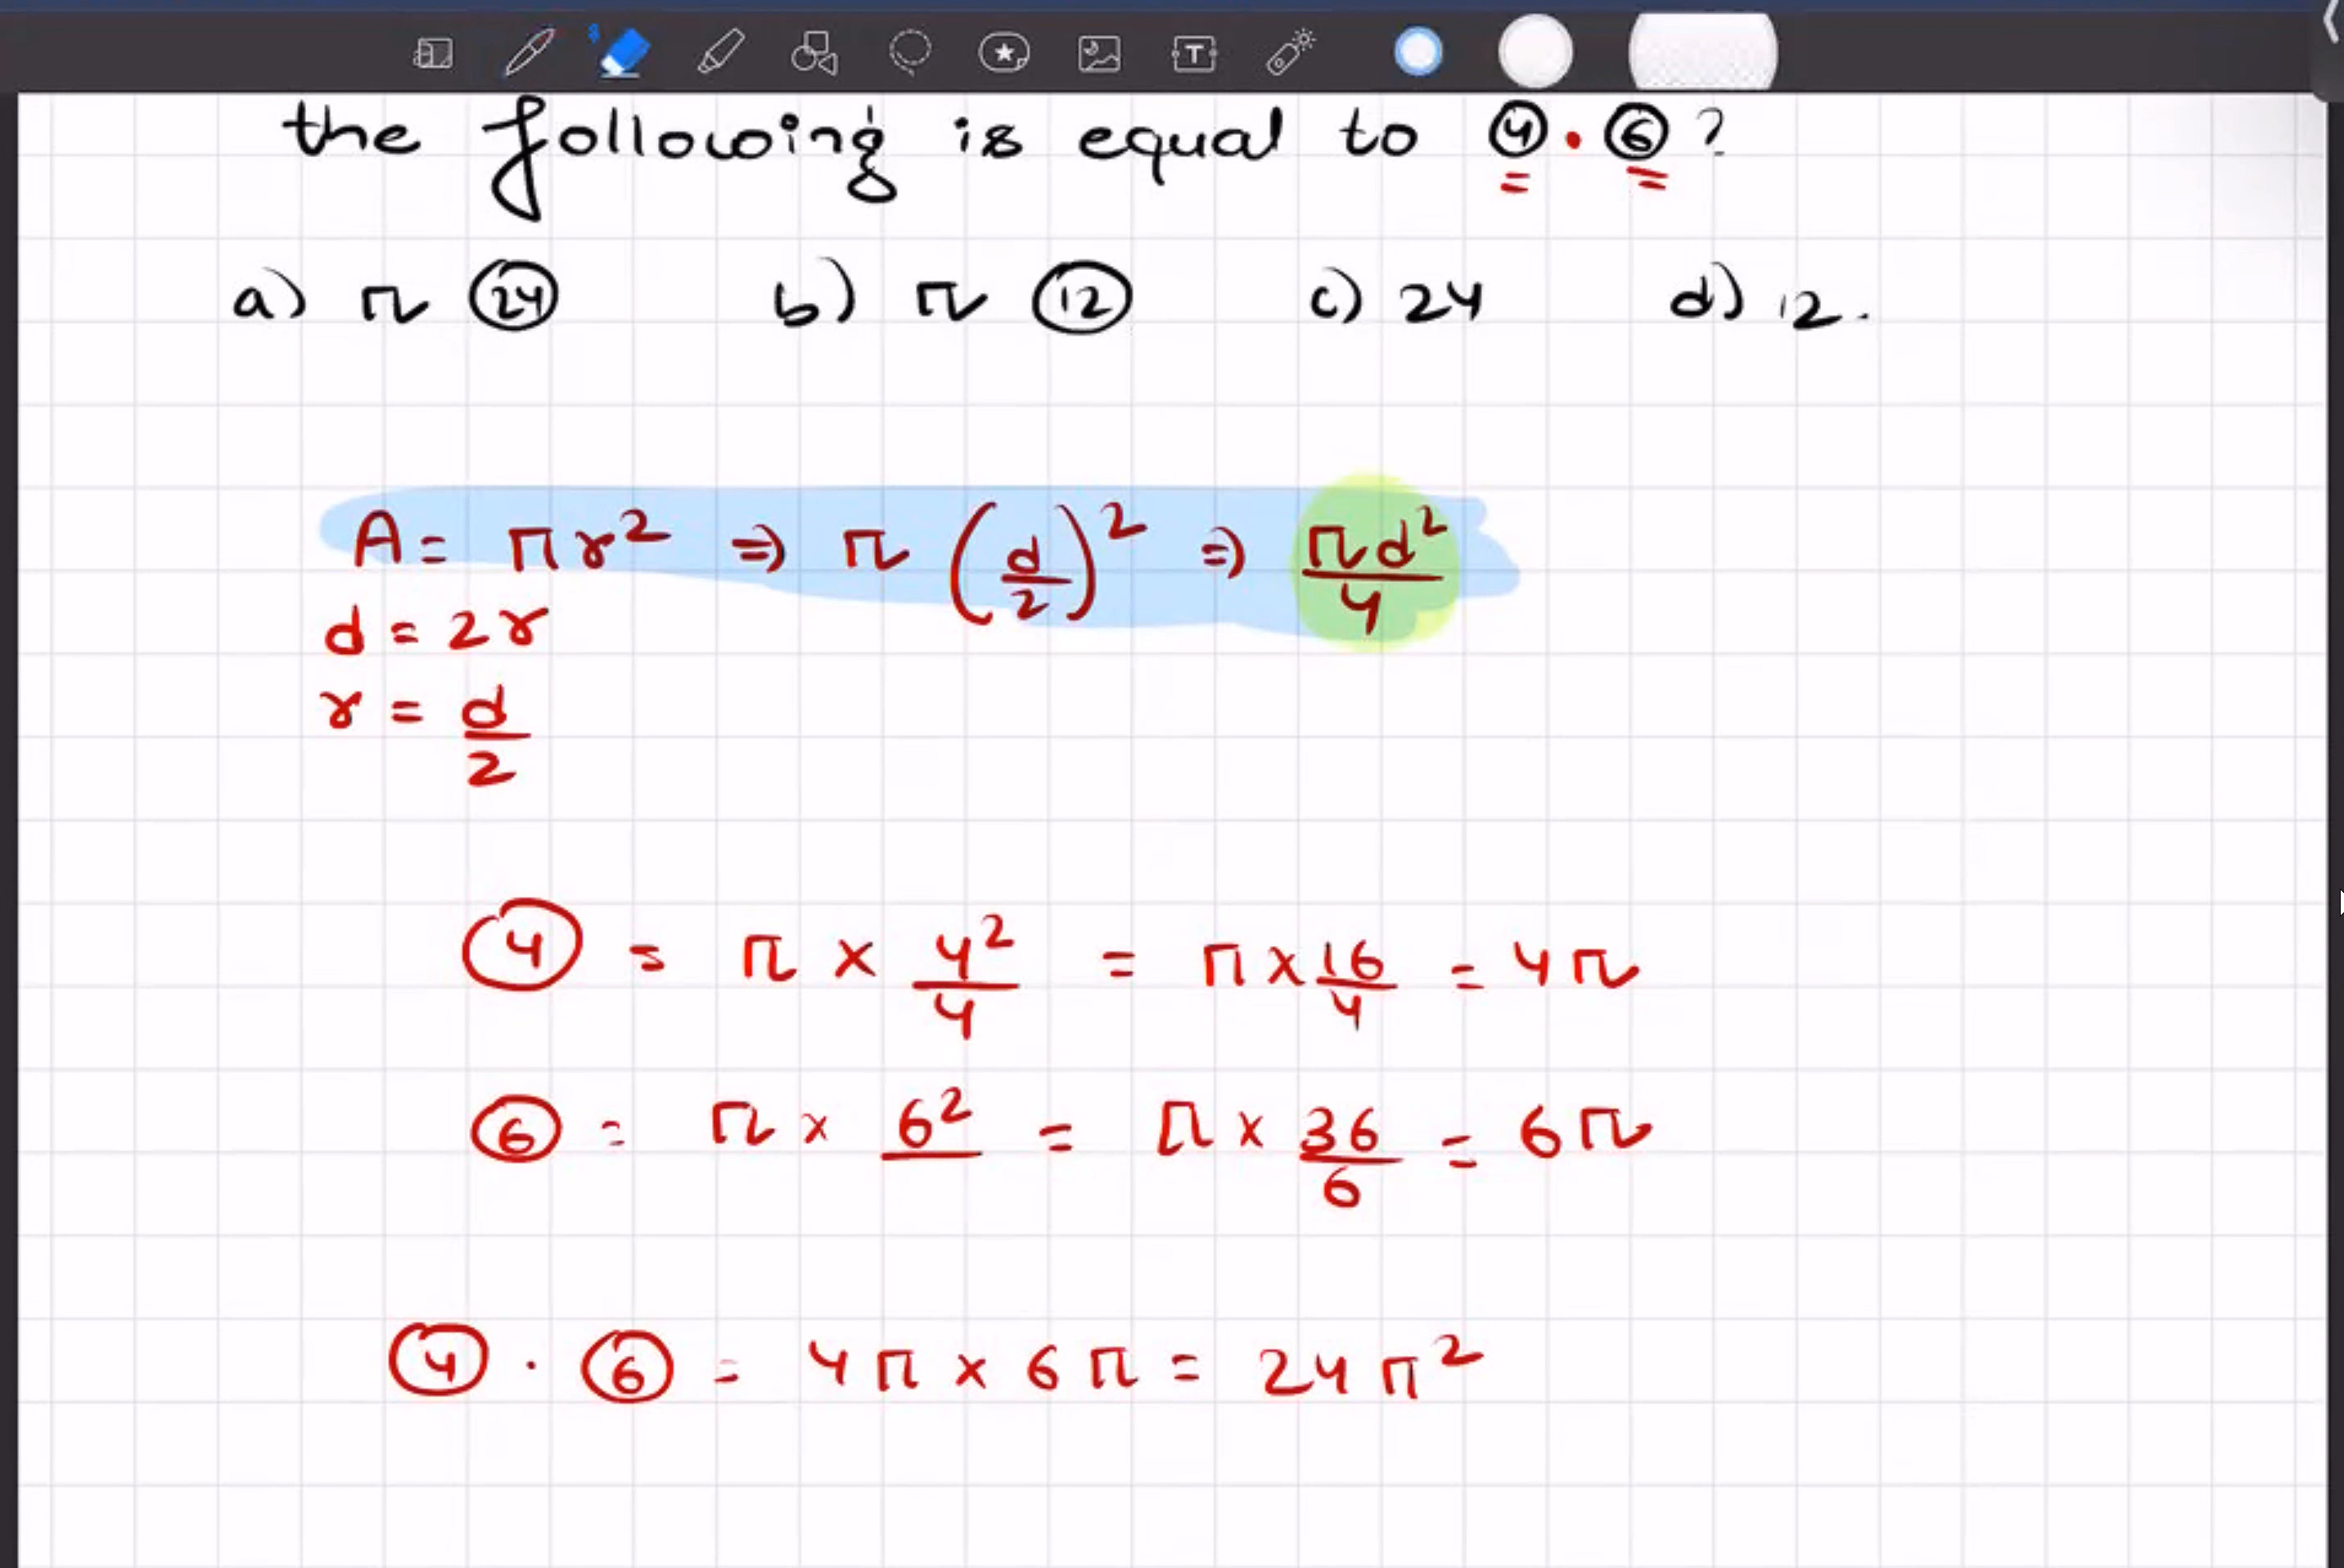 the following is equal to ④ · ⑥ ?
a) π ㉔ b) π ⑫ c) 24 d) 12.
A = πr² ⇒ π (d/2)² ⇒ πd²/4
d = 2r
r = d/2
④ = π × 4²/4 = π × 16/4 = 4π
⑥ = π × 6²/ = π × 36/6 = 6π
④ · ⑥ = 4π × 6π = 24π²